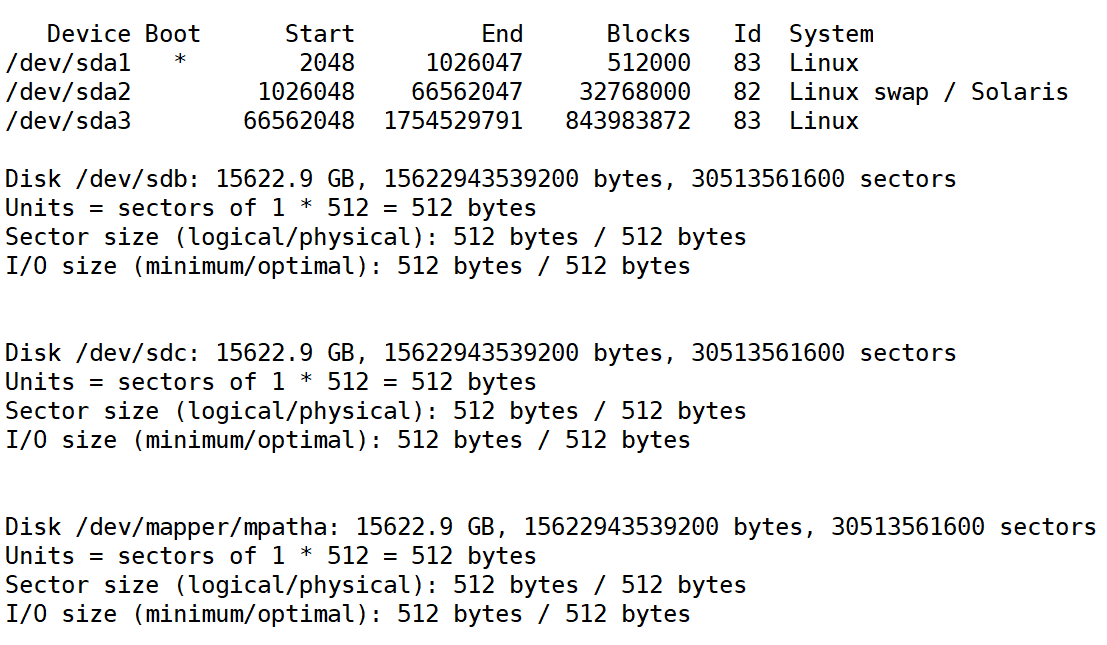 Device Boot      Start         End      Blocks   Id  System
/dev/sda1   *        2048     1026047      512000   83  Linux
/dev/sda2         1026048    66562047    32768000   82  Linux swap / Solaris
/dev/sda3        66562048  1754529791   843983872   83  Linux

Disk /dev/sdb: 15622.9 GB, 15622943539200 bytes, 30513561600 sectors
Units = sectors of 1 * 512 = 512 bytes
Sector size (logical/physical): 512 bytes / 512 bytes
I/O size (minimum/optimal): 512 bytes / 512 bytes


Disk /dev/sdc: 15622.9 GB, 15622943539200 bytes, 30513561600 sectors
Units = sectors of 1 * 512 = 512 bytes
Sector size (logical/physical): 512 bytes / 512 bytes
I/O size (minimum/optimal): 512 bytes / 512 bytes


Disk /dev/mapper/mpatha: 15622.9 GB, 15622943539200 bytes, 30513561600 sectors
Units = sectors of 1 * 512 = 512 bytes
Sector size (logical/physical): 512 bytes / 512 bytes
I/O size (minimum/optimal): 512 bytes / 512 bytes